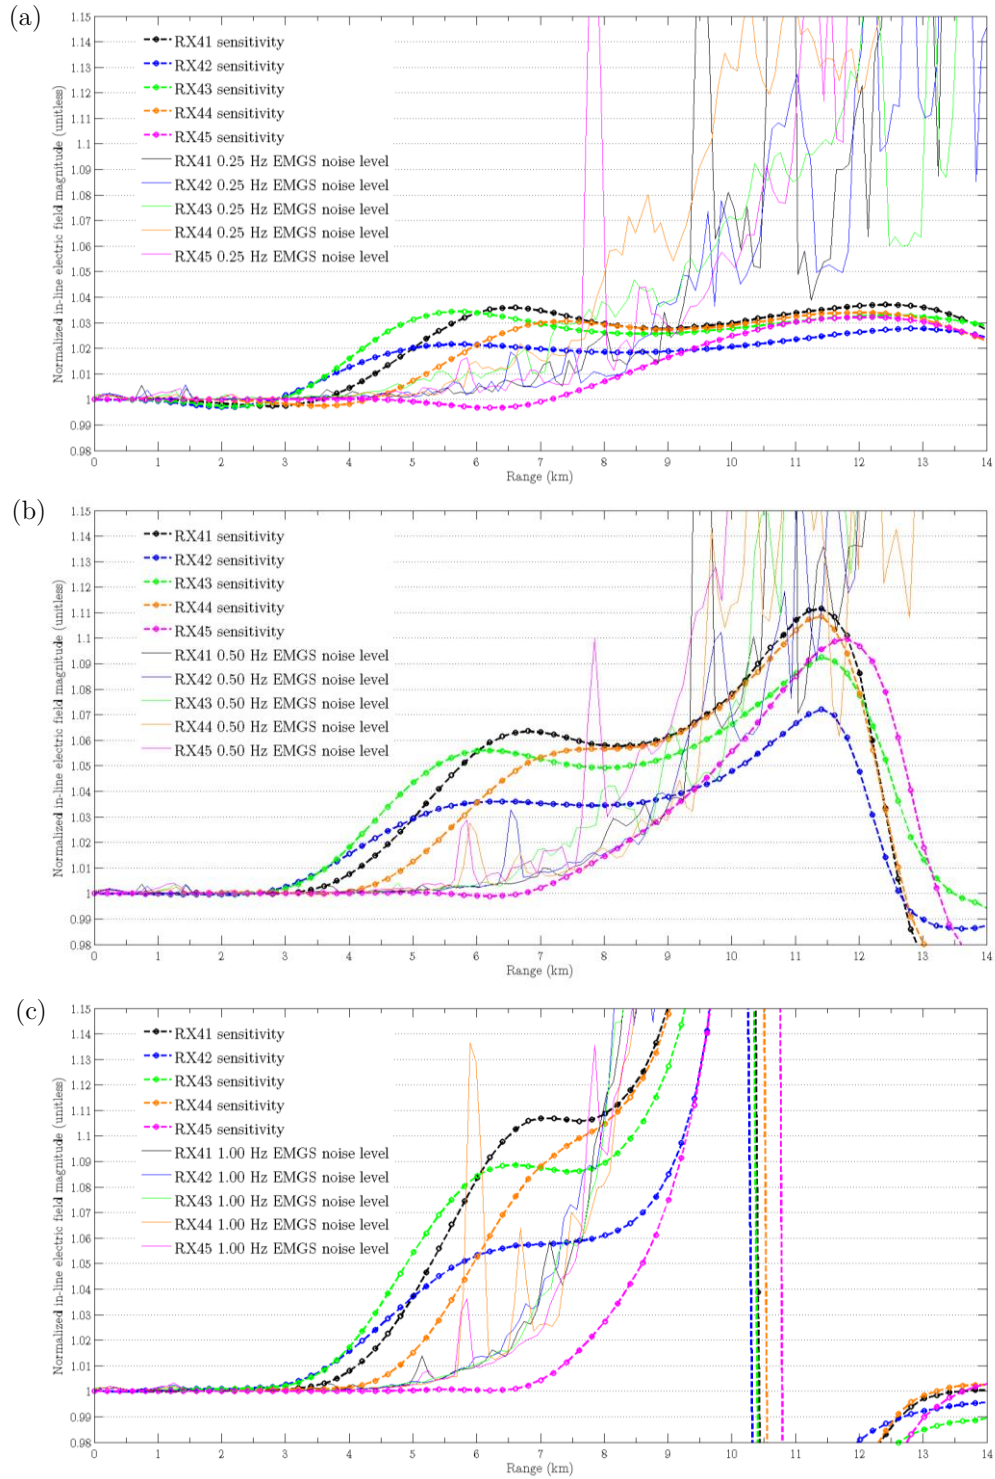 (a)
Normalized in-line electric field magnitude (unitless)
1.15
1.14
1.13
1.12
1.11
1.1
1.09
1.08
1.07
1.06
1.05
1.04
1.03
1.02
1.01
1
0.99
0.98
RX41 sensitivity
RX42 sensitivity
RX43 sensitivity
RX44 sensitivity
RX45 sensitivity
RX41 0.25 Hz EMGS noise level
RX42 0.25 Hz EMGS noise level
RX43 0.25 Hz EMGS noise level
RX44 0.25 Hz EMGS noise level
RX45 0.25 Hz EMGS noise level
0 1 2 3 4 5 6 7 8 9 10 11 12 13 14
Range (km)
(b)
Normalized in-line electric field magnitude (unitless)
1.15
1.14
1.13
1.12
1.11
1.1
1.09
1.08
1.07
1.06
1.05
1.04
1.03
1.02
1.01
1
0.99
0.98
RX41 sensitivity
RX42 sensitivity
RX43 sensitivity
RX44 sensitivity
RX45 sensitivity
RX41 0.50 Hz EMGS noise level
RX42 0.50 Hz EMGS noise level
RX43 0.50 Hz EMGS noise level
RX44 0.50 Hz EMGS noise level
RX45 0.50 Hz EMGS noise level
0 1 2 3 4 5 6 7 8 9 10 11 12 13 14
Range (km)
(c)
Normalized in-line electric field magnitude (unitless)
1.15
1.14
1.13
1.12
1.11
1.1
1.09
1.08
1.07
1.06
1.05
1.04
1.03
1.02
1.01
1
0.99
0.98
RX41 sensitivity
RX42 sensitivity
RX43 sensitivity
RX44 sensitivity
RX45 sensitivity
RX41 1.00 Hz EMGS noise level
RX42 1.00 Hz EMGS noise level
RX43 1.00 Hz EMGS noise level
RX44 1.00 Hz EMGS noise level
RX45 1.00 Hz EMGS noise level
0 1 2 3 4 5 6 7 8 9 10 11 12 13 14
Range (km)